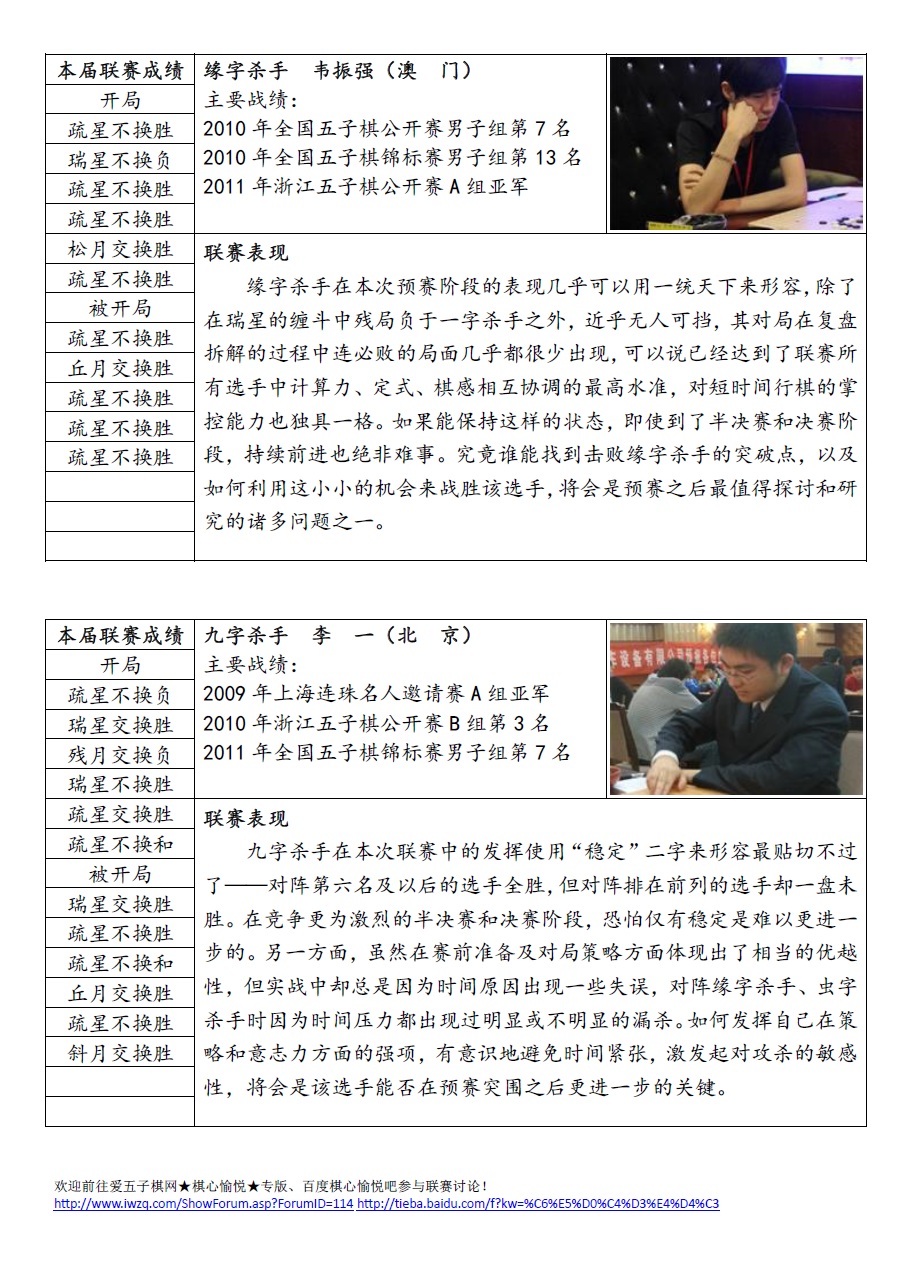 本届联赛成绩
开局
疏星不换胜
瑞星不换负
疏星不换胜
疏星不换胜
松月交换胜
疏星不换胜
被开局
疏星不换胜
丘月交换胜
疏星不换胜
疏星不换胜
疏星不换胜
缘字杀手 韦振强（澳 门）
主要战绩：
2010 年全国五子棋公开赛男子组第 7 名
2010 年全国五子棋锦标赛男子组第 13 名
2011 年浙江五子棋公开赛 A 组亚军
联赛表现
缘字杀手在本次预赛阶段的表现几乎可以用一统天下来形容，除了
在瑞星的缠斗中残局负于一字杀手之外，近乎无人可挡，其对局在复盘
拆解的过程中连必败的局面几乎都很少出现，可以说已经达到了联赛所
有选手中计算力、定式、棋感相互协调的最高水准，对短时间行棋的掌
控能力也独具一格。如果能保持这样的状态，即使到了半决赛和决赛阶
段，持续前进也绝非难事。究竟谁能找到击败缘字杀手的突破点，以及
如何利用这小小的机会来战胜该选手，将会是预赛之后最值得探讨和研
究的诸多问题之一。
本届联赛成绩
开局
疏星不换负
瑞星交换胜
残月交换负
瑞星不换胜
疏星交换胜
疏星不换和
被开局
瑞星交换胜
疏星不换胜
疏星不换和
丘月交换胜
疏星不换胜
斜月交换胜
九字杀手 李 一（北 京）
主要战绩：
2009 年上海连珠名人邀请赛 A 组亚军
2010 年浙江五子棋公开赛 B 组第 3 名
2011 年全国五子棋锦标赛男子组第 7 名
联赛表现
九字杀手在本次联赛中的发挥使用“稳定”二字来形容最贴切不过
了——对阵第六名及以后的选手全胜，但对阵排在前列的选手却一盘未
胜。在竞争更为激烈的半决赛和决赛阶段，恐怕仅有稳定是难以更进一
步的。另一方面，虽然在赛前准备及对局策略方面体现出了相当的优越
性，但实战中却总是因为时间原因出现一些失误，对阵缘字杀手、虫字
杀手时因为时间压力都出现过明显或不明显的漏杀。如何发挥自己在策
略和意志力方面的强项，有意识地避免时间紧张，激发起对攻杀的敏感
性，将会是该选手能否在预赛突围之后更进一步的关键。
欢迎前往爱五子棋网★棋心愉悦★专版、百度棋心愉悦吧参与联赛讨论！
http://www.iwzq.com/ShowForum.asp?ForumID=114 http://tieba.baidu.com/f?kw=%C6%E5%D0%C4%D3%E4%D4%C3